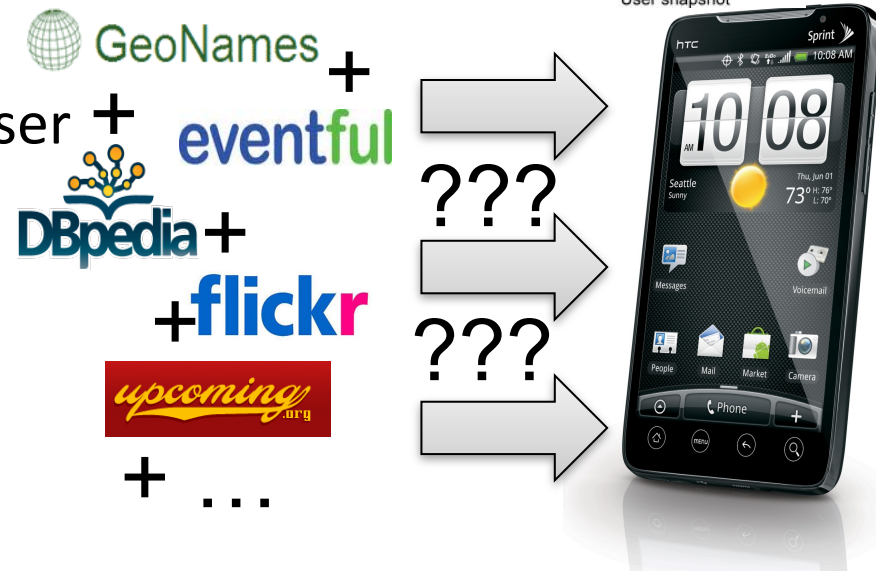 User snapshot
GeoNames
+
ser +
eventful
DBpedia
+
???
+
flickr
???
upcoming
.org
+ ...
hTC
Sprint
10:08 AM
10 08
AM
Seattle
Sunny
Thu, Jun 01
73° H: 76°
L: 70°
Messages
Voicemail
People
Mail
Market
Camera
Phone
+
MENU